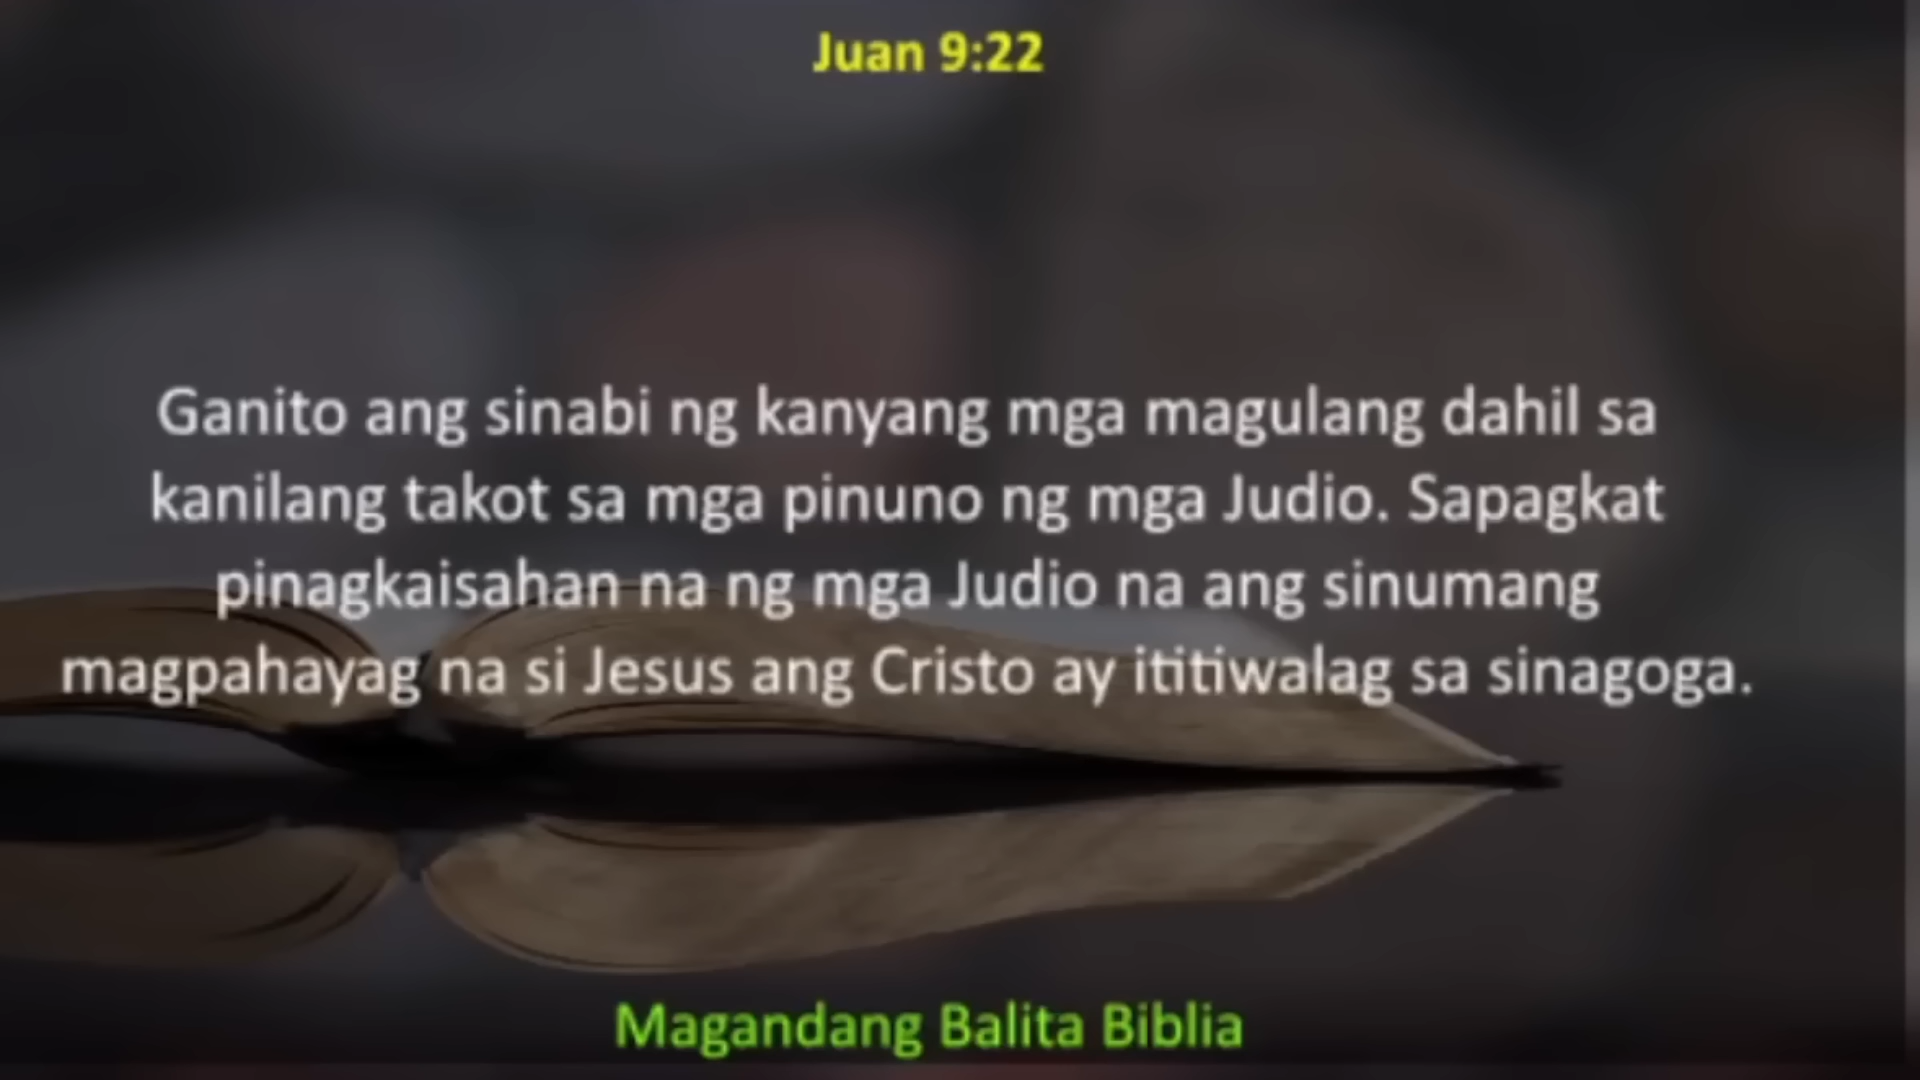 Juan 9:22
Ganito ang sinabi ng kanyang mga magulang dahil sa
kanilang takot sa mga pinuno ng mga Judio. Sapagkat
pinagkaisahan na ng mga Judio na ang sinumang
magpahayag na si Jesus ang Cristo ay ititiwalag sa sinagoga.
Magandang Balita Biblia